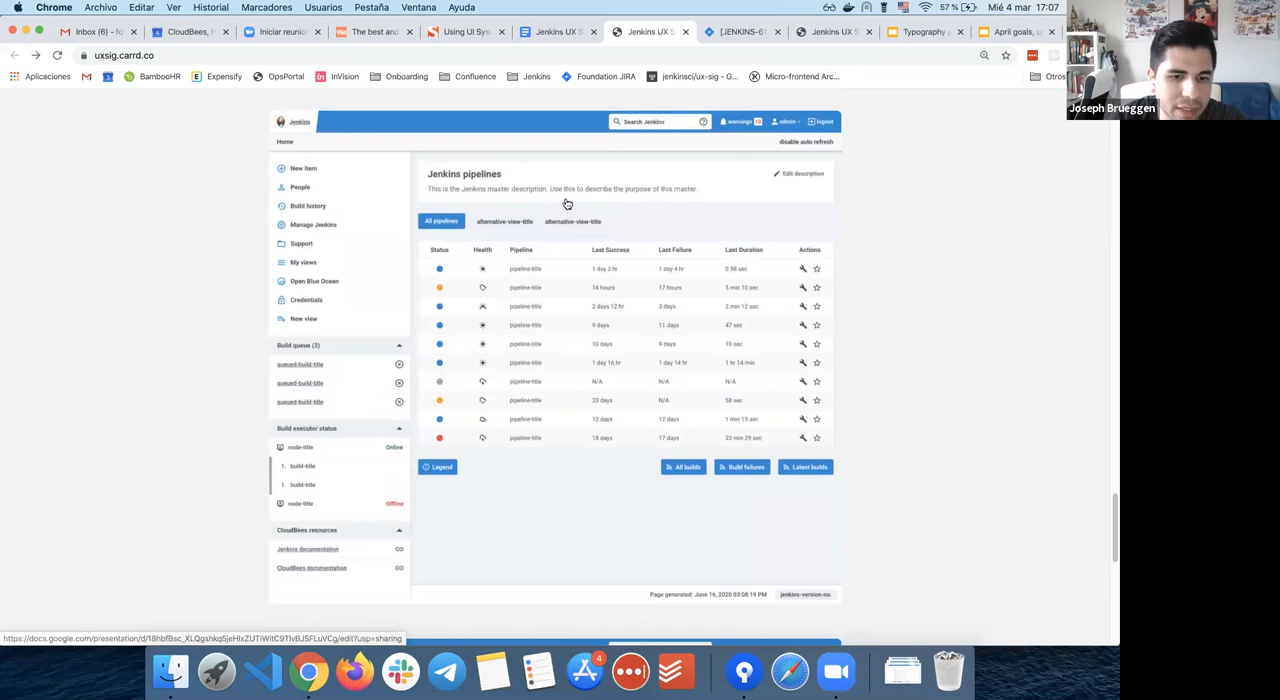 Chrome Archivo Editar Ver Historial Marcadores Usuarios Pestaña Ventana Ayuda 57 % Mié 4 mar 17:07
Inbox (6) - fo CloudBees, I Iniciar reunió The best and Using UI Sys Jenkins UX S Jenkins UX S [JENKINS-61 Jenkins UX S Typography April goals, u
uxsig.carrd.co
Aplicaciones BambooHR Expensify OpsPortal InVision Onboarding Confluence Jenkins Foundation JIRA jenkinsci/ux-sig - G... Micro-frontend Arc... Otros
Joseph Brueggen
Jenkins Search Jenkins warnings 10 admin logout
Home disable auto refresh
New item
People
Build history
Manage Jenkins
Support
My views
Open Blue Ocean
Credentials
New view
Build queue (3)
queued-build-title
queued-build-title
queued-build-title
Build executor status
node-title Online
1. build-title
1. build-title
node-title Offline
CloudBees resources
Jenkins documentation
CloudBees documentation
Jenkins pipelines Edit description
This is the Jenkins master description. Use this to describe the purpose of this master.
All pipelines alternative-view-title alternative-view-title
Status Health Pipeline Last Success Last Failure Last Duration Actions
pipeline-title 1 day 3 hr 1 day 4 hr 0.98 sec
pipeline-title 14 hours 17 hours 5 min 10 sec
pipeline-title 2 days 12 hr 3 days 2 min 12 sec
pipeline-title 9 days 11 days 47 sec
pipeline-title 10 days 9 days 19 sec
pipeline-title 1 day 16 hr 1 day 14 hr 1 hr 14 min
pipeline-title N/A N/A N/A
pipeline-title 23 days N/A 58 sec
pipeline-title 12 days 12 days 1 min 19 sec
pipeline-title 18 days 17 days 23 min 29 sec
Legend All builds Build failures Latest builds
Page generated: June 16, 2020 03:08:19 PM jenkins-version-no.
4